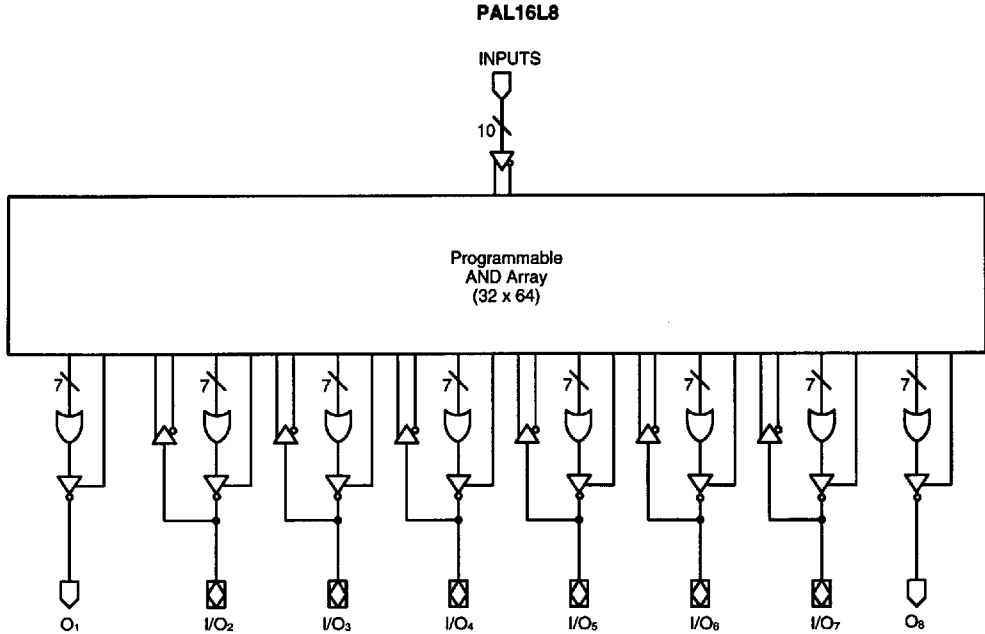 PAL16L8
INPUTS
10
Programmable
AND Array
(32 x 64)
7 7 7 7 7 7 7 7
O₁ I/O₂ I/O₃ I/O₄ I/O₅ I/O₆ I/O₇ O₈